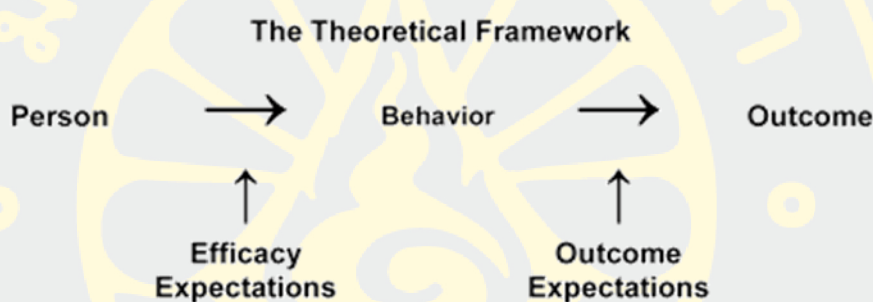 The Theoretical Framework
Person → Behavior → Outcome
↑ ↑
Efficacy Outcome
Expectations Expectations